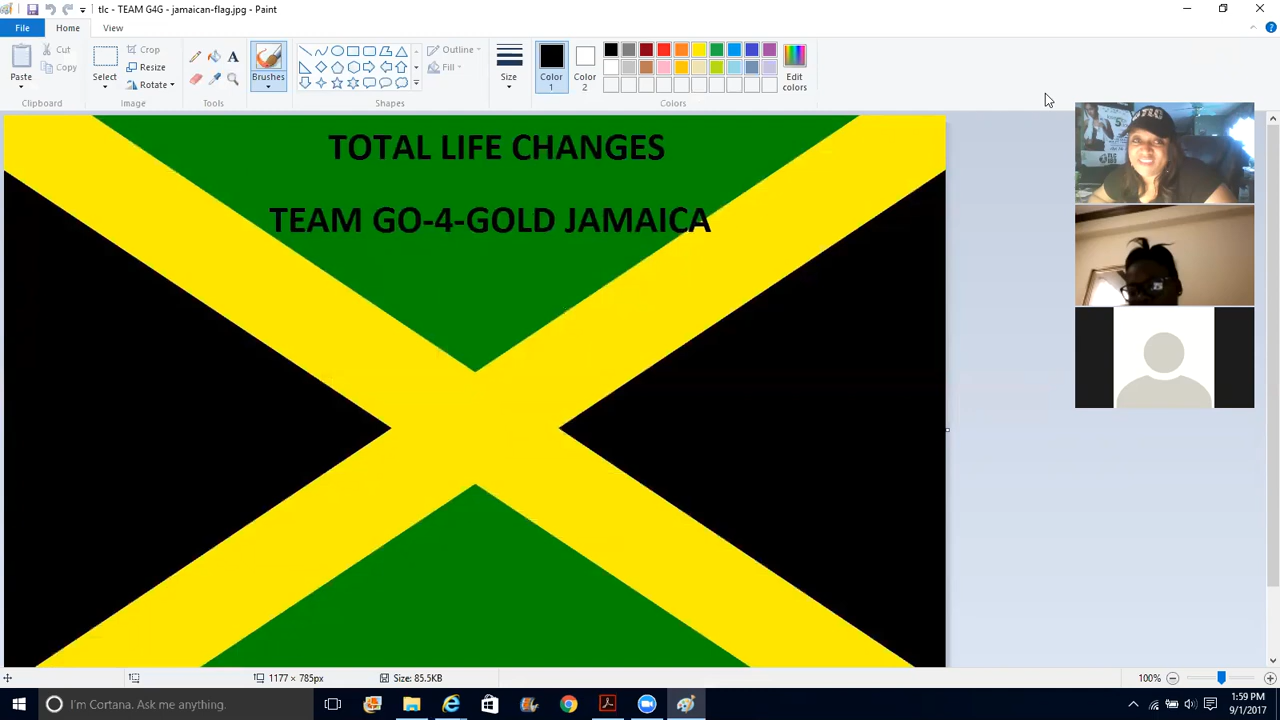 tlc - TEAM G4G - jamaican-flag.jpg - Paint
File
Home
View
Paste
Cut
Copy
Clipboard
Select
Crop
Resize
Rotate
Image
A
Tools
Brushes
Outline
Fill
Shapes
Size
Color 1
Color 2
Edit colors
Colors
TOTAL LIFE CHANGES
TEAM GO-4-GOLD JAMAICA
1177 × 785px
Size: 85.5KB
100%
I'm Cortana. Ask me anything.
1:59 PM
9/1/2017